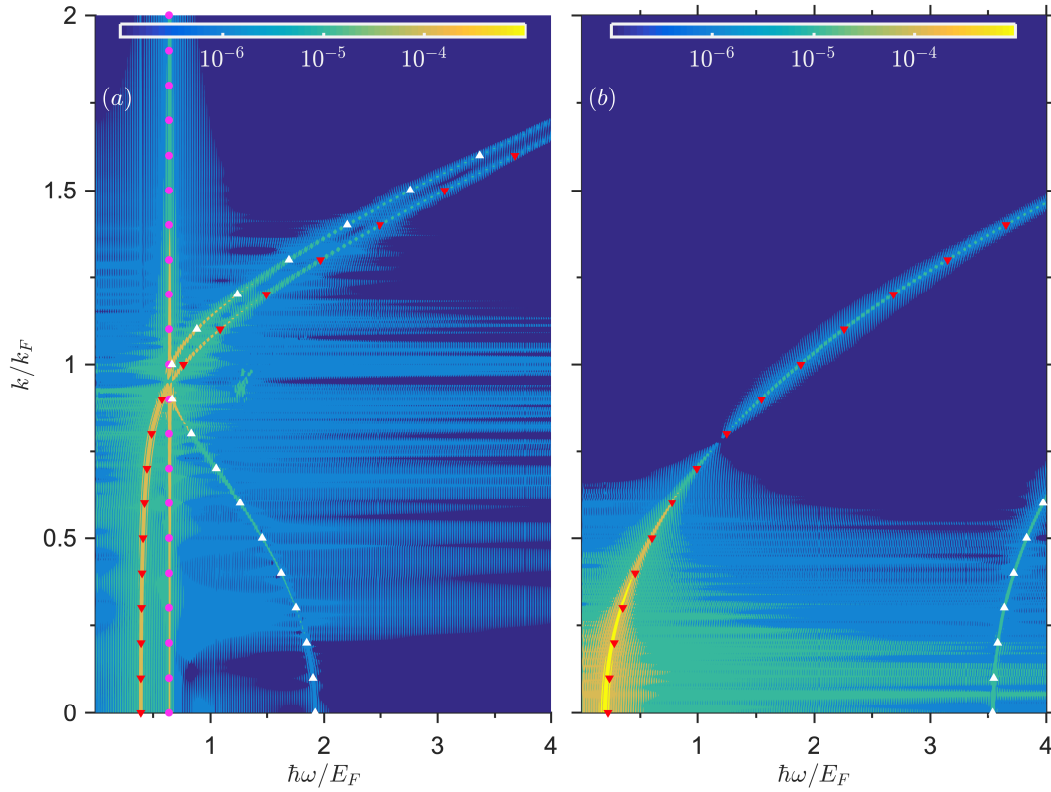 10⁻⁶ 10⁻⁵ 10⁻⁴
10⁻⁶ 10⁻⁵ 10⁻⁴
(a)
(b)
2
1.5
1
0.5
0
k/k_F
1 2 3 4
1 2 3 4
ħω/E_F
ħω/E_F